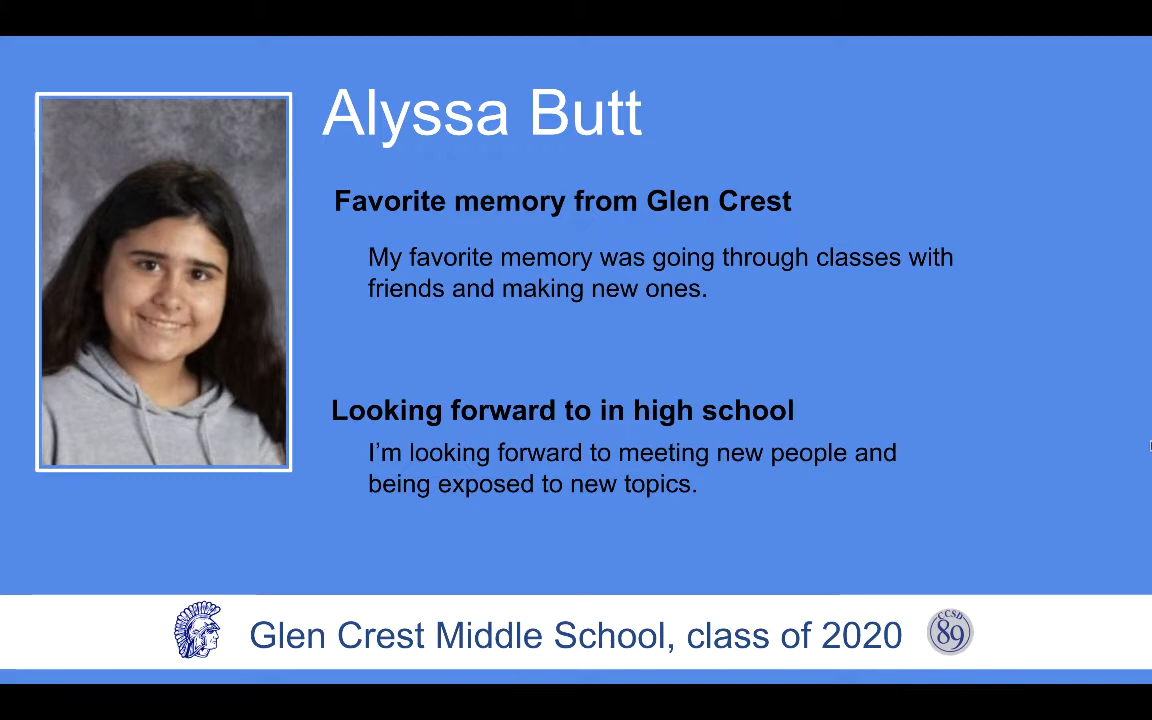 Alyssa Butt
Favorite memory from Glen Crest
My favorite memory was going through classes with
friends and making new ones.
Looking forward to in high school
I’m looking forward to meeting new people and
being exposed to new topics.
Glen Crest Middle School, class of 2020
CCSD
89